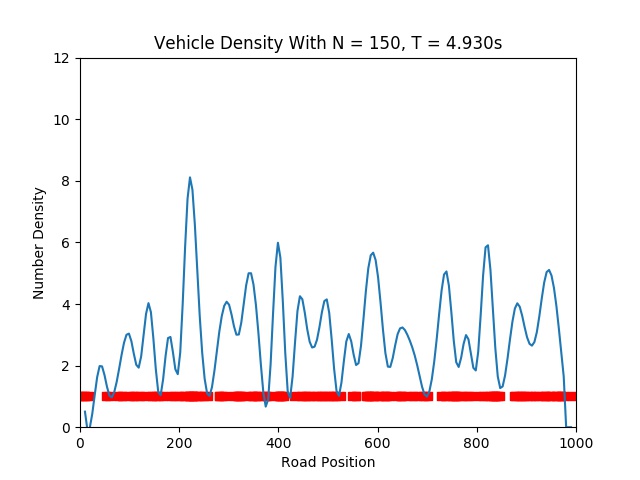 Vehicle Density With N = 150, T = 4.930s
12
10
8
6
4
2
0
Number Density
0 200 400 600 800 1000
Road Position